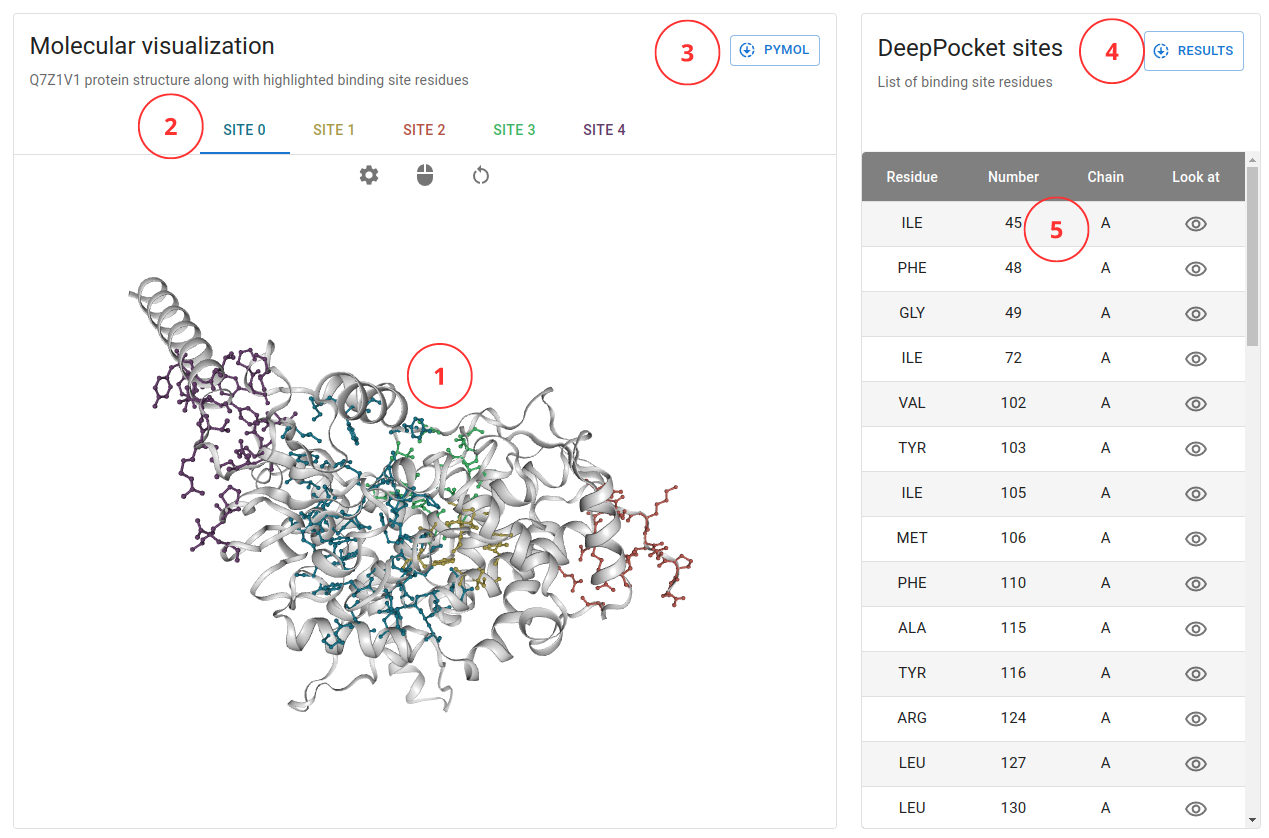 Molecular visualization
3
PYMOL
Q7Z1V1 protein structure along with highlighted binding site residues
2
SITE 0 SITE 1 SITE 2 SITE 3 SITE 4
1
DeepPocket sites
4
RESULTS
List of binding site residues
Residue Number Chain Look at
ILE 45 A
5
PHE 48 A
GLY 49 A
ILE 72 A
VAL 102 A
TYR 103 A
ILE 105 A
MET 106 A
PHE 110 A
ALA 115 A
TYR 116 A
ARG 124 A
LEU 127 A
LEU 130 A